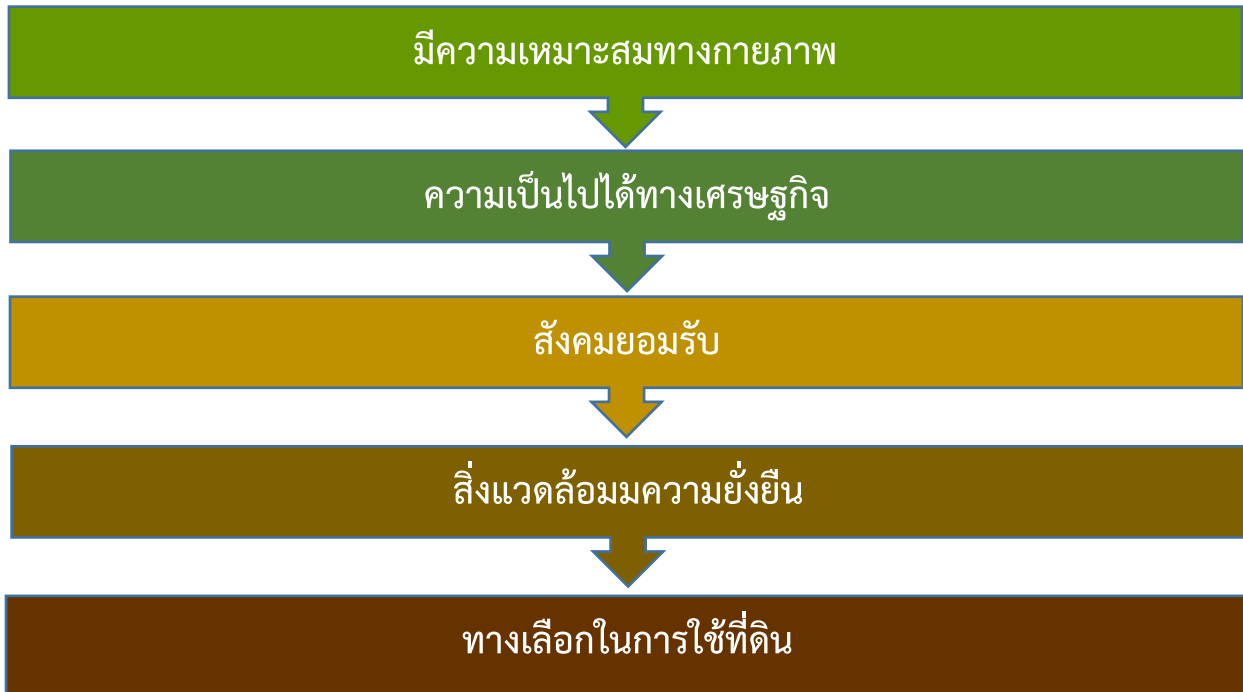 มีความเหมาะสมทางกายภาพ
ความเป็นไปได้ทางเศรษฐกิจ
สังคมยอมรับ
สิ่งแวดล้อมมความยั่งยืน
ทางเลือกในการใช้ที่ดิน